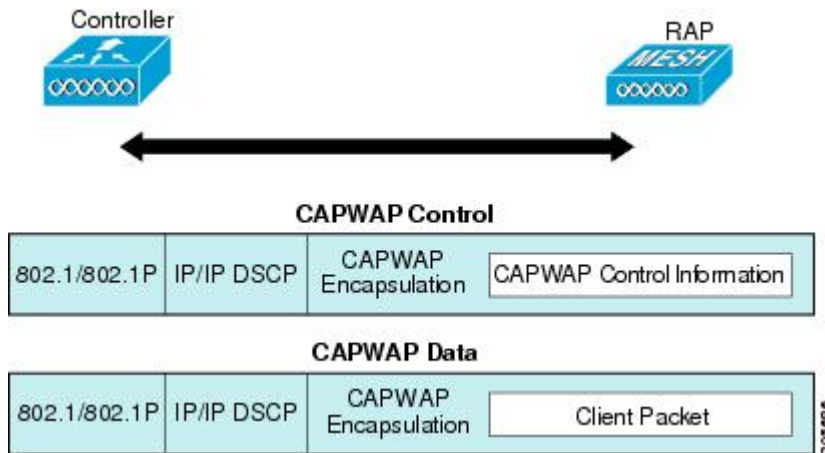 Controller
RAP
MESH
CAPWAP Control
802.1/802.1P IP/IP DSCP CAPWAP Encapsulation CAPWAP Control Information
CAPWAP Data
802.1/802.1P IP/IP DSCP CAPWAP Encapsulation Client Packet